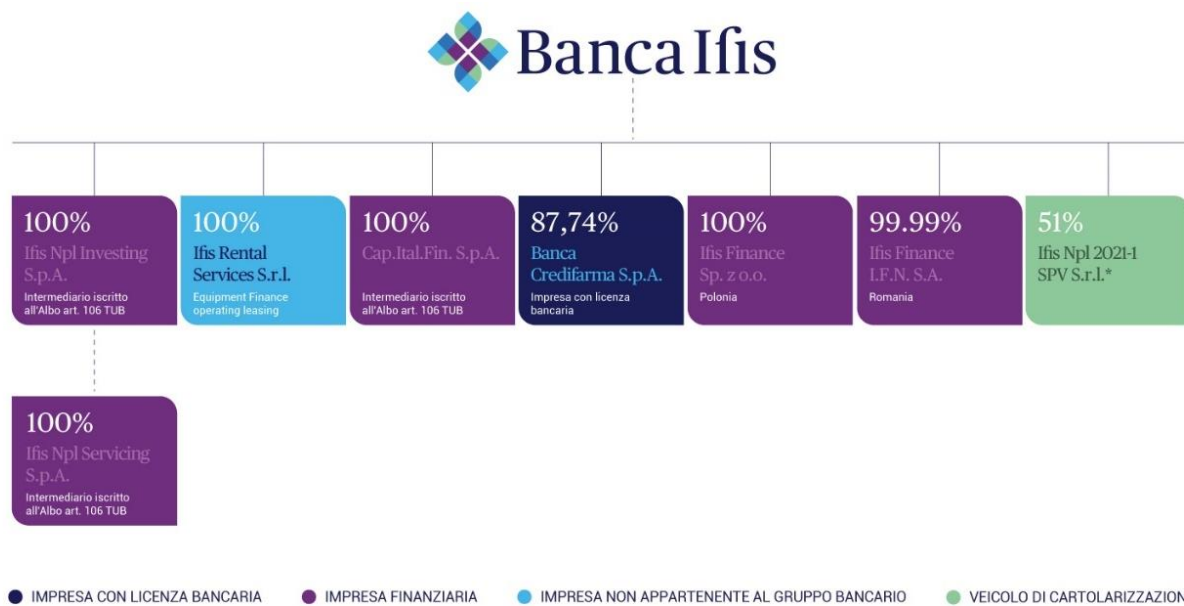 Banca Ifis
100%
Ifis Npl Investing
S.p.A.
Intermediario iscritto
all'Albo art. 106 TUB
100%
Ifis Rental
Services S.r.l.
Equipment Finance
operating leasing
100%
Cap.Ital.Fin. S.p.A.
Intermediario iscritto
all'Albo art. 106 TUB
87,74%
Banca
Credifarma S.p.A.
Impresa con licenza
bancaria
100%
Ifis Finance
Sp. z o.o.
Polonia
99.99%
Ifis Finance
I.F.N. S.A.
Romania
51%
Ifis Npl 2021-1
SPV S.r.l.*
100%
Ifis Npl Servicing
S.p.A.
Intermediario iscritto
all'Albo art. 106 TUB
IMPRESA CON LICENZA BANCARIA
IMPRESA FINANZIARIA
IMPRESA NON APPARTENENTE AL GRUPPO BANCARIO
VEICOLO DI CARTOLARIZZAZION